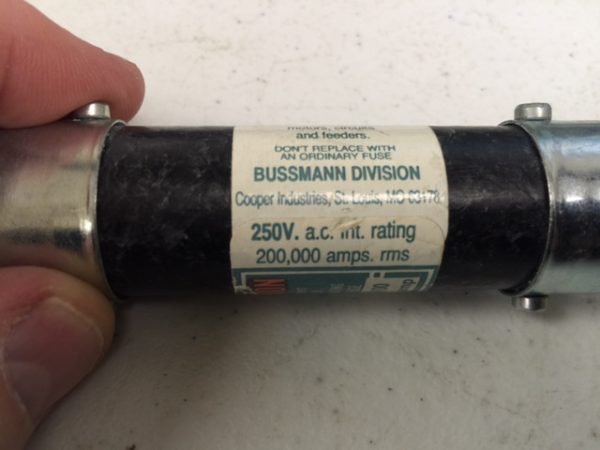 motors, circuits
and feeders.
DON'T REPLACE WITH
AN ORDINARY FUSE
BUSSMANN DIVISION
Cooper Industries, St. Louis, MO 63178
250V. a.c. int. rating
200,000 amps. rms